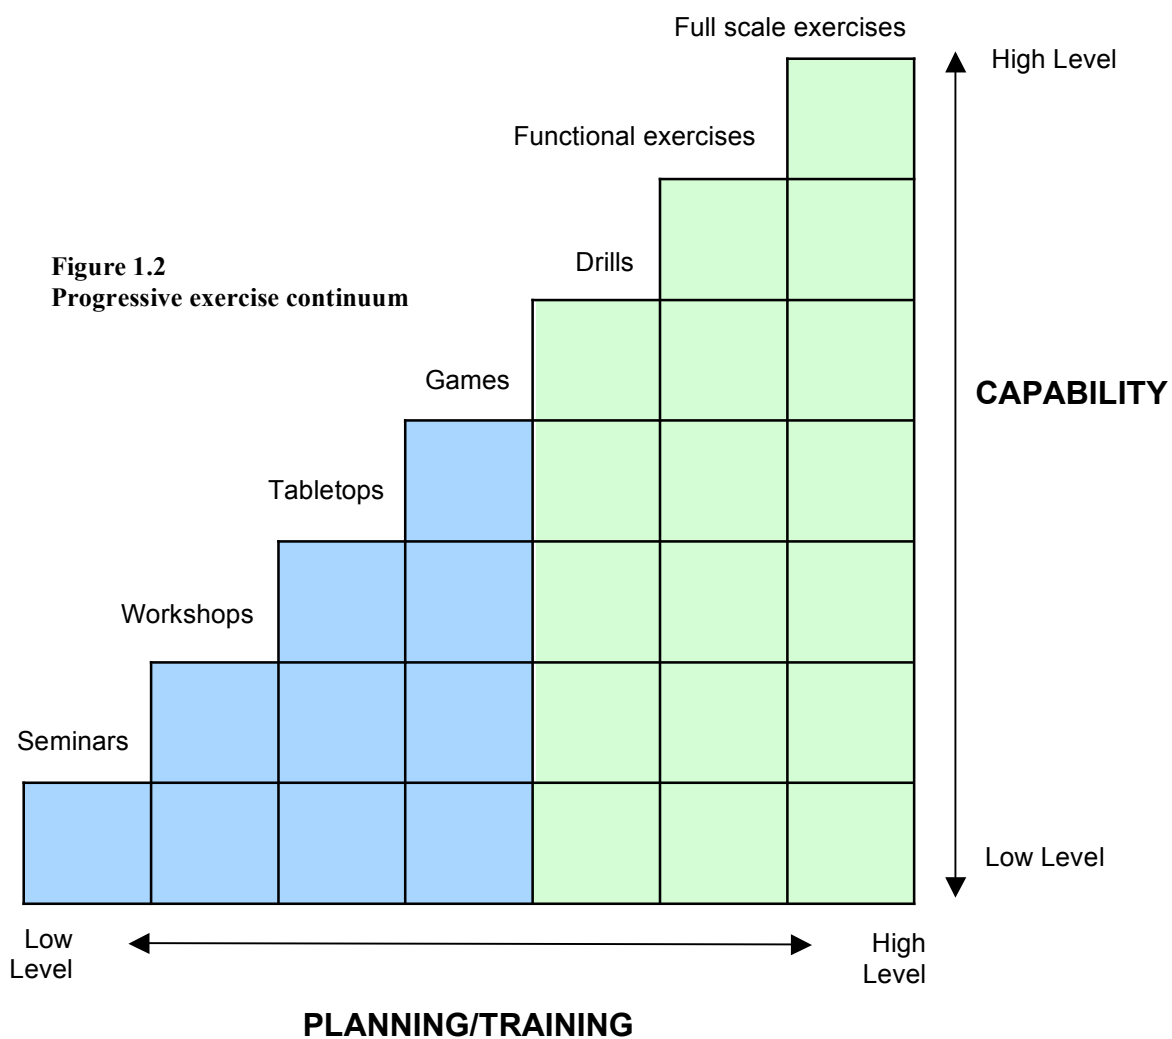 Full scale exercises
High Level
Functional exercises
Figure 1.2
Progressive exercise continuum
Drills
Games
CAPABILITY
Tabletops
Workshops
Seminars
Low Level
Low
Level
High
Level
PLANNING/TRAINING